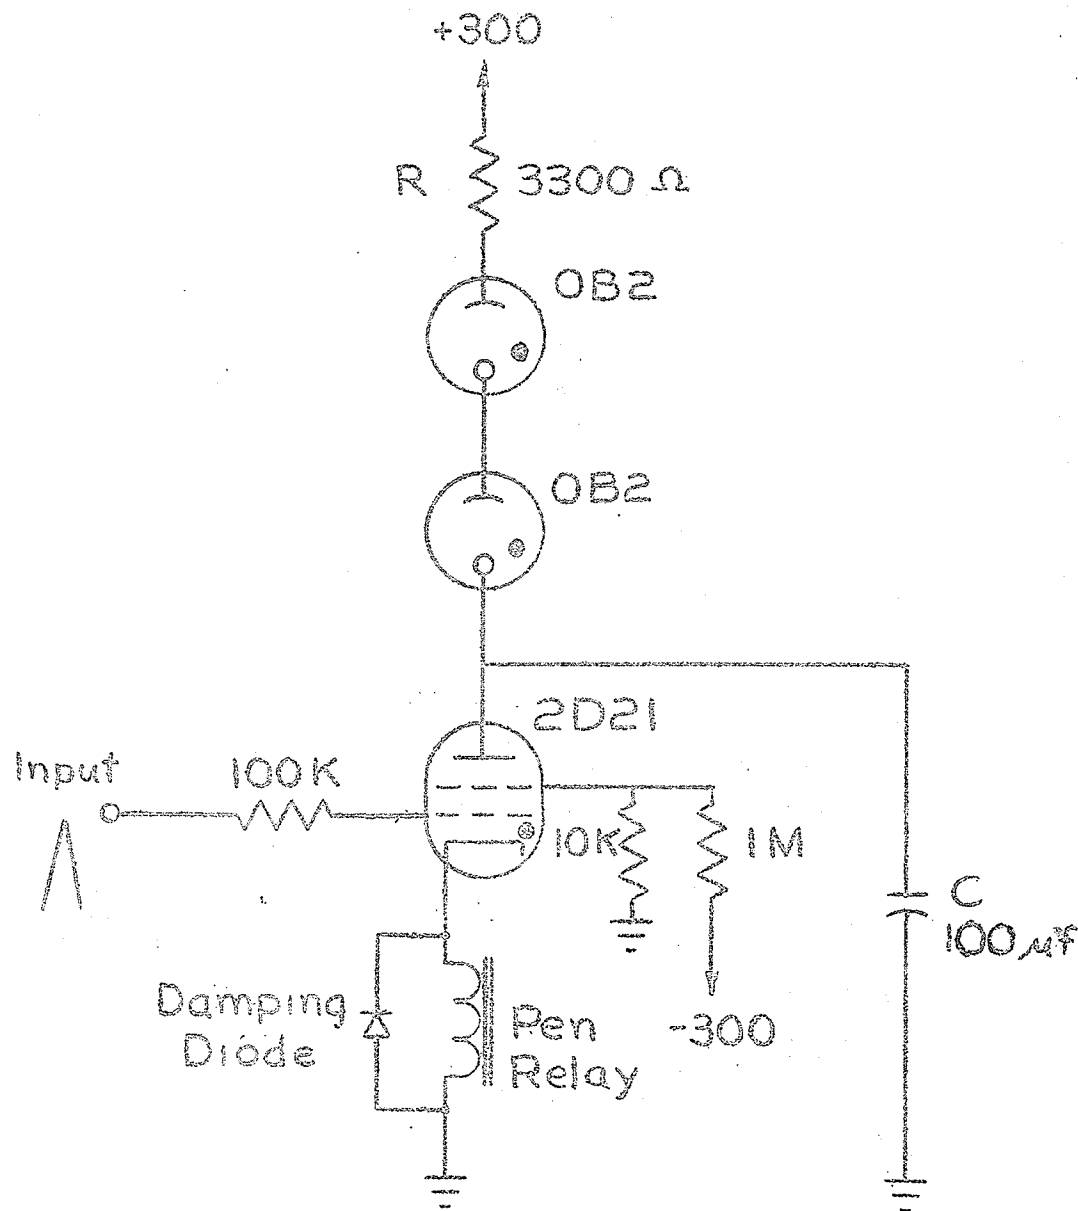 +300
R 3300 Ω
OB2
OB2
2D21
Input
100K
10K
1M
C
100 μf
Damping
Diode
Pen
Relay
-300